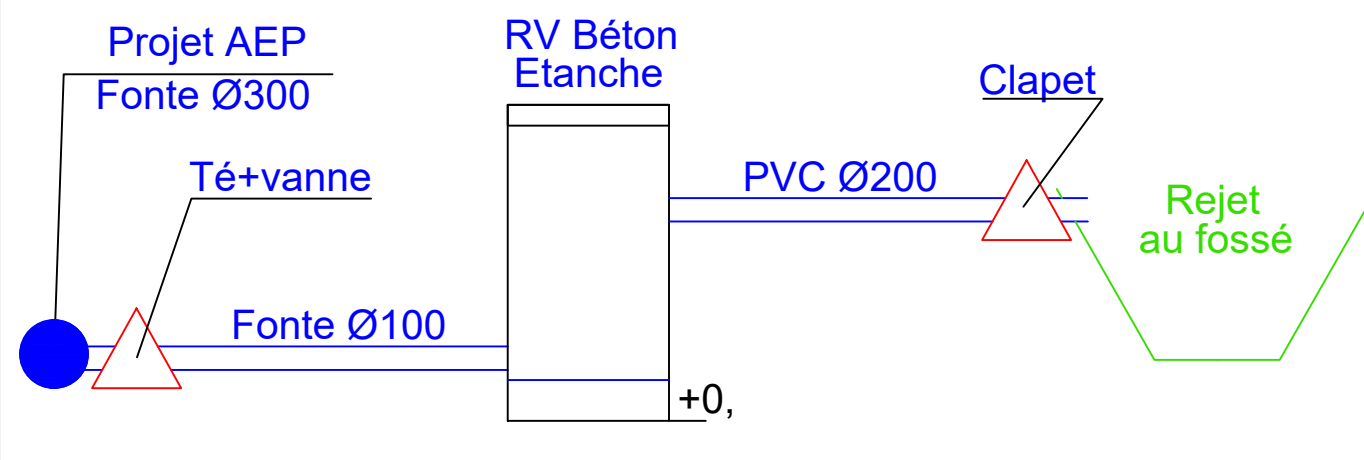 Projet AEP
Fonte Ø300
RV Béton
Etanche
Clapet
Té+vanne
PVC Ø200
Rejet
au fossé
Fonte Ø100
+0,